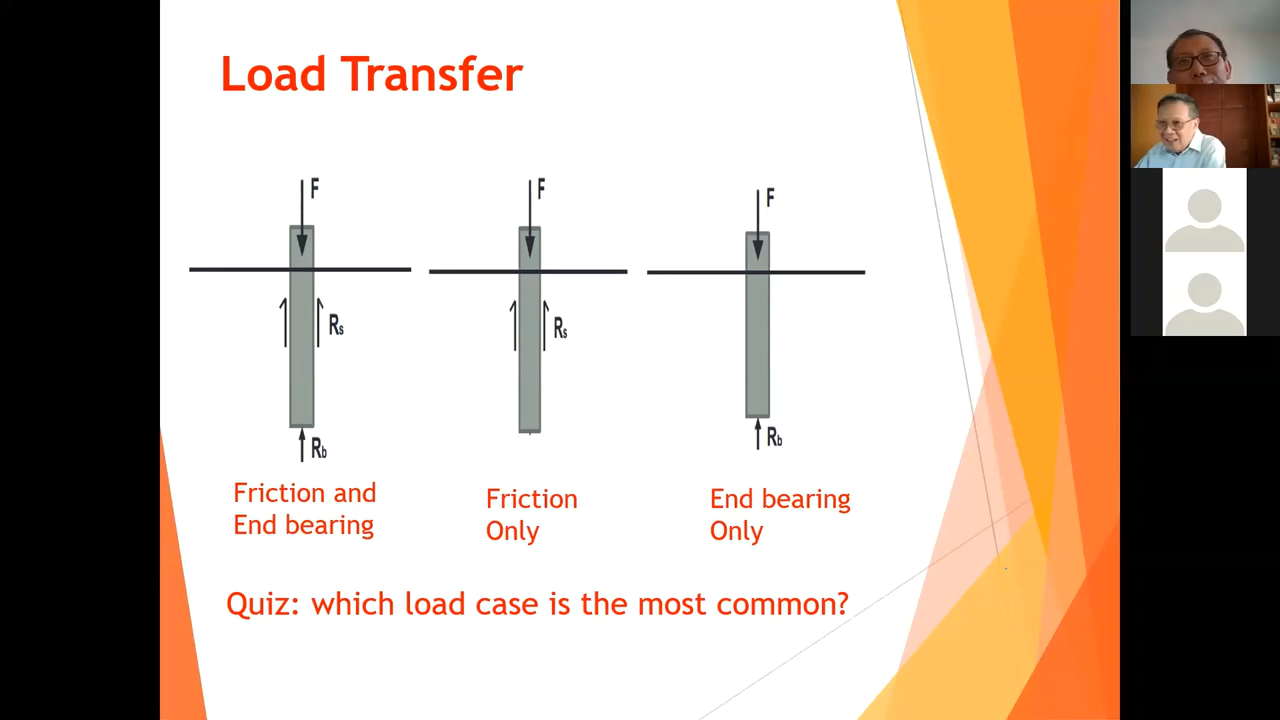 Load Transfer
F
F
F
Rs
Rs
Rb
Rb
Friction and
End bearing
Friction
Only
End bearing
Only
Quiz: which load case is the most common?